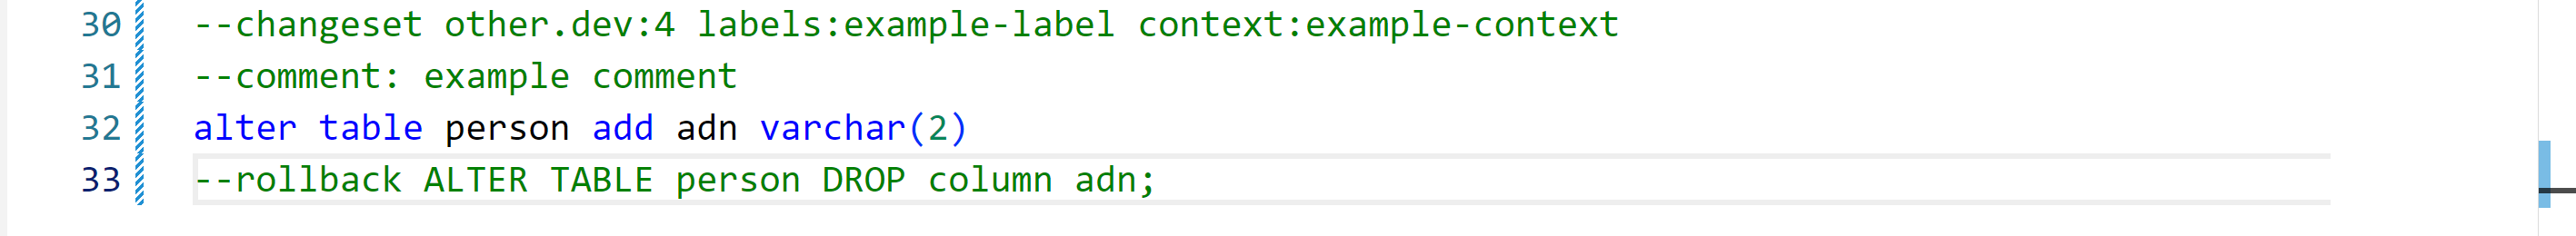 30 --changeset other.dev:4 labels:example-label context:example-context
31 --comment: example comment
32 alter table person add adn varchar(2)
33 --rollback ALTER TABLE person DROP column adn;